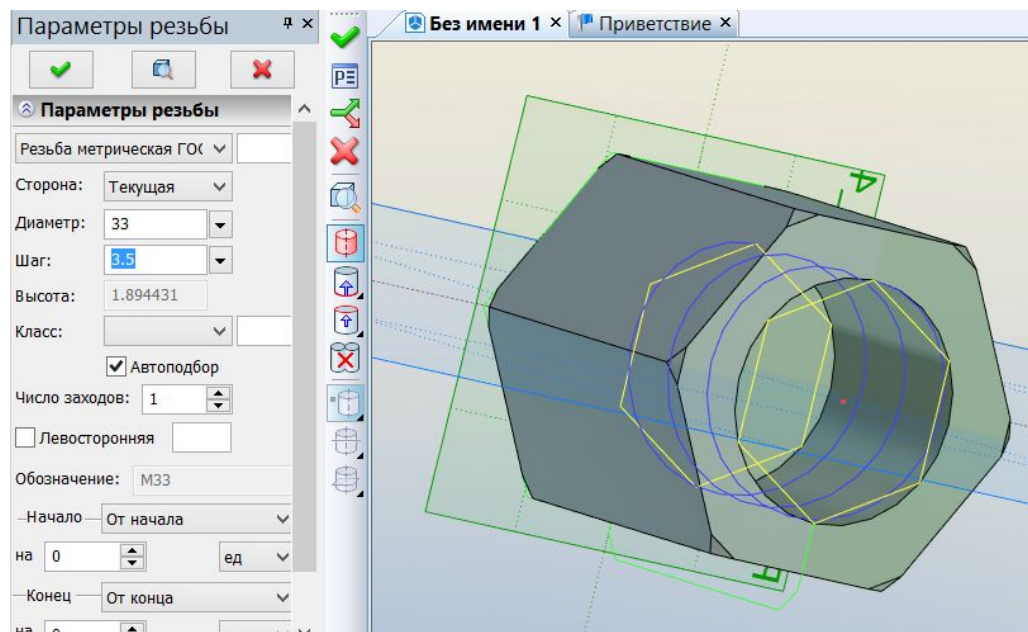 Параметры резьбы
Без имени 1
Приветствие
Параметры резьбы
Резьба метрическая ГОС
Сторона: Текущая
Диаметр: 33
Шаг: 3.5
Высота: 1.894431
Класс:
Автоподбор
Число заходов: 1
Левосторонняя
Обозначение: M33
Начало От начала
на 0 ед
Конец От конца
на 0